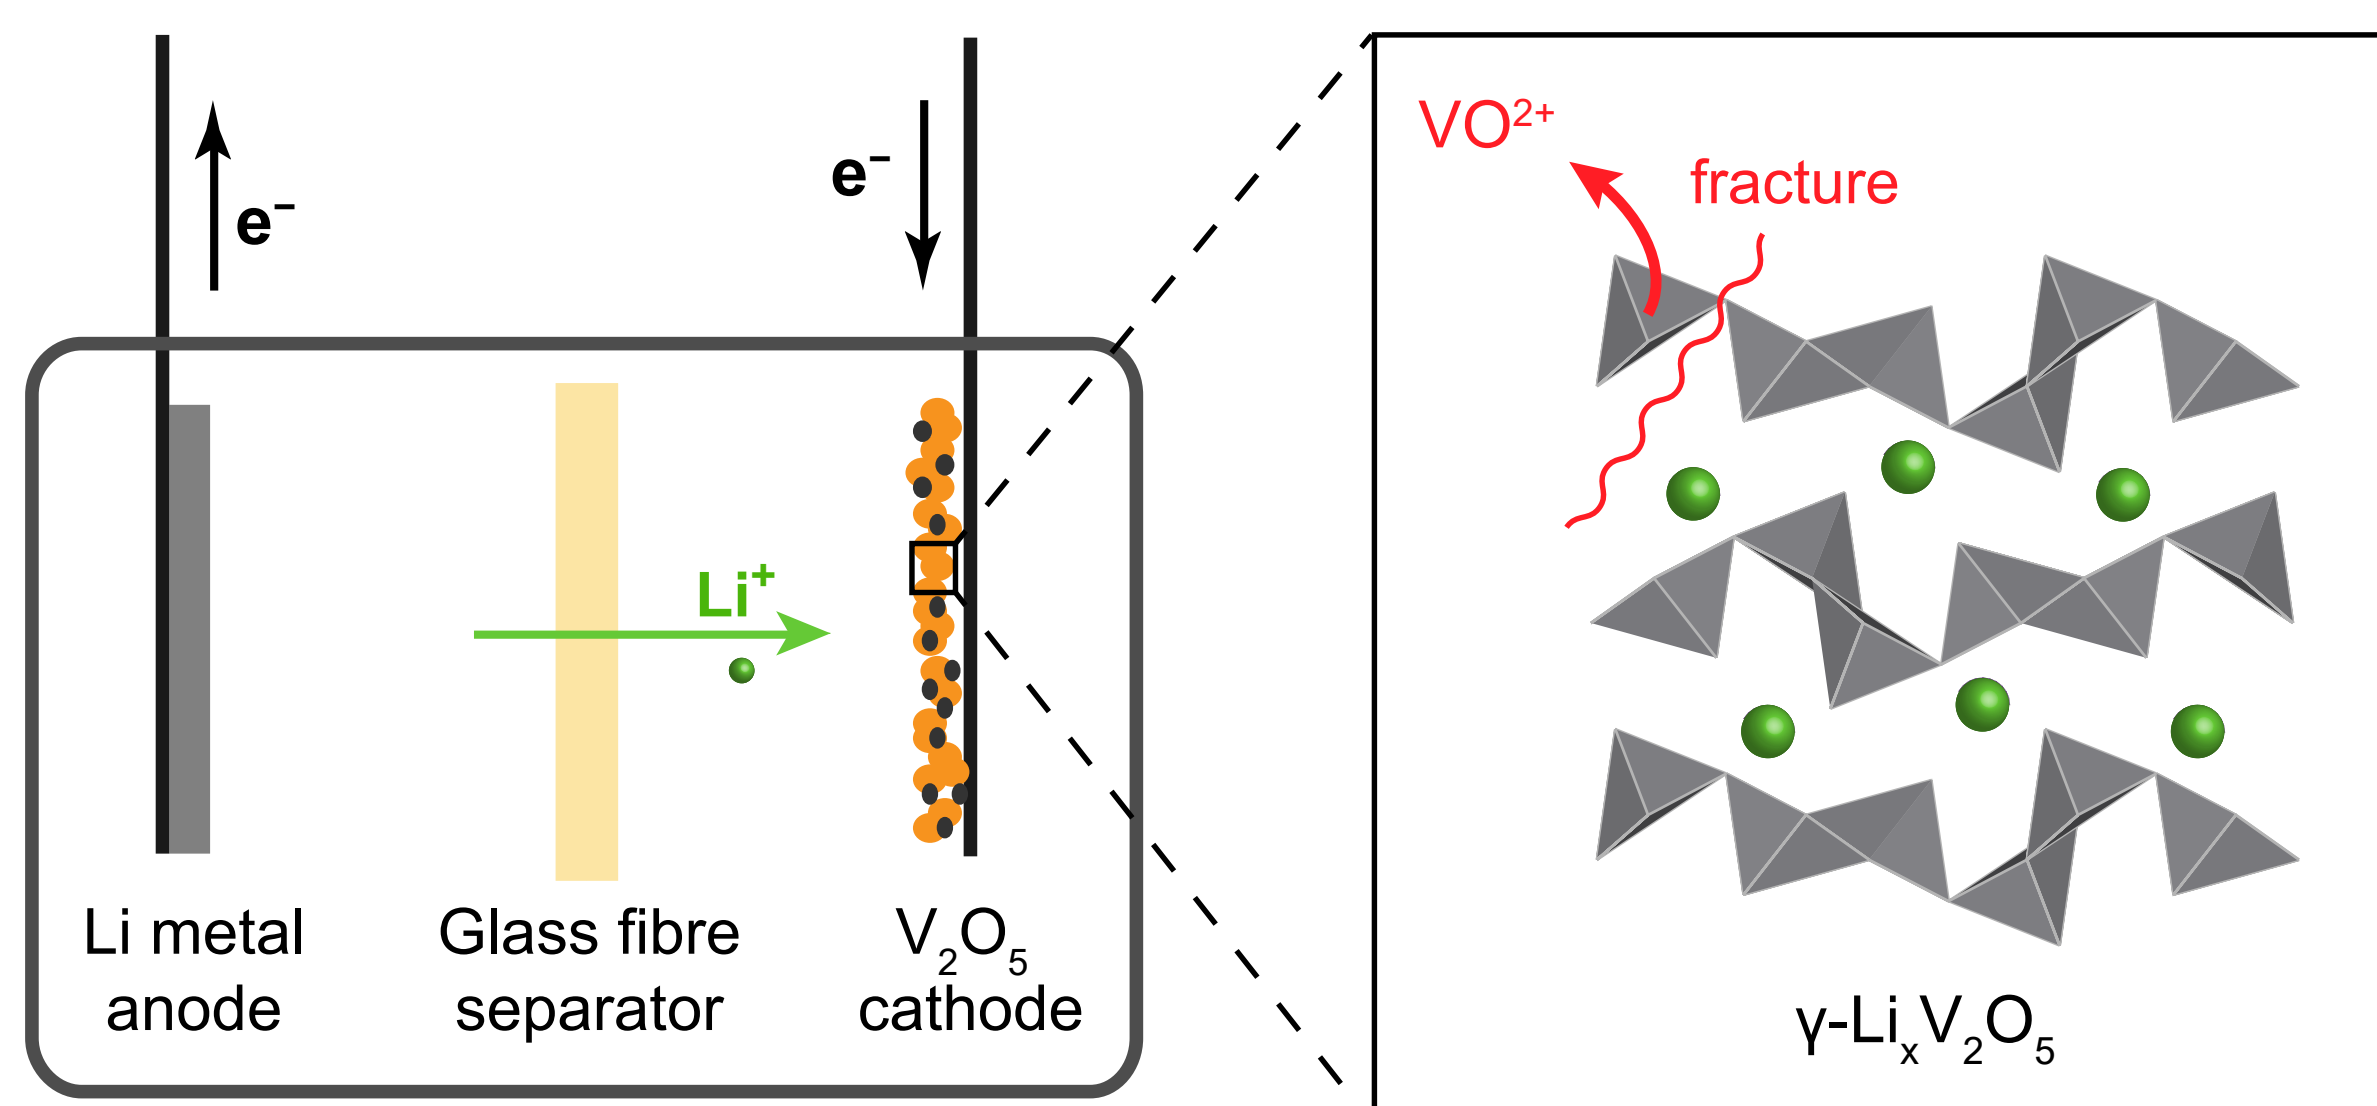 e⁻
e⁻
Li⁺
Li metal
anode
Glass fibre
separator
V₂O₅
cathode
VO²⁺
fracture
γ-LiₓV₂O₅